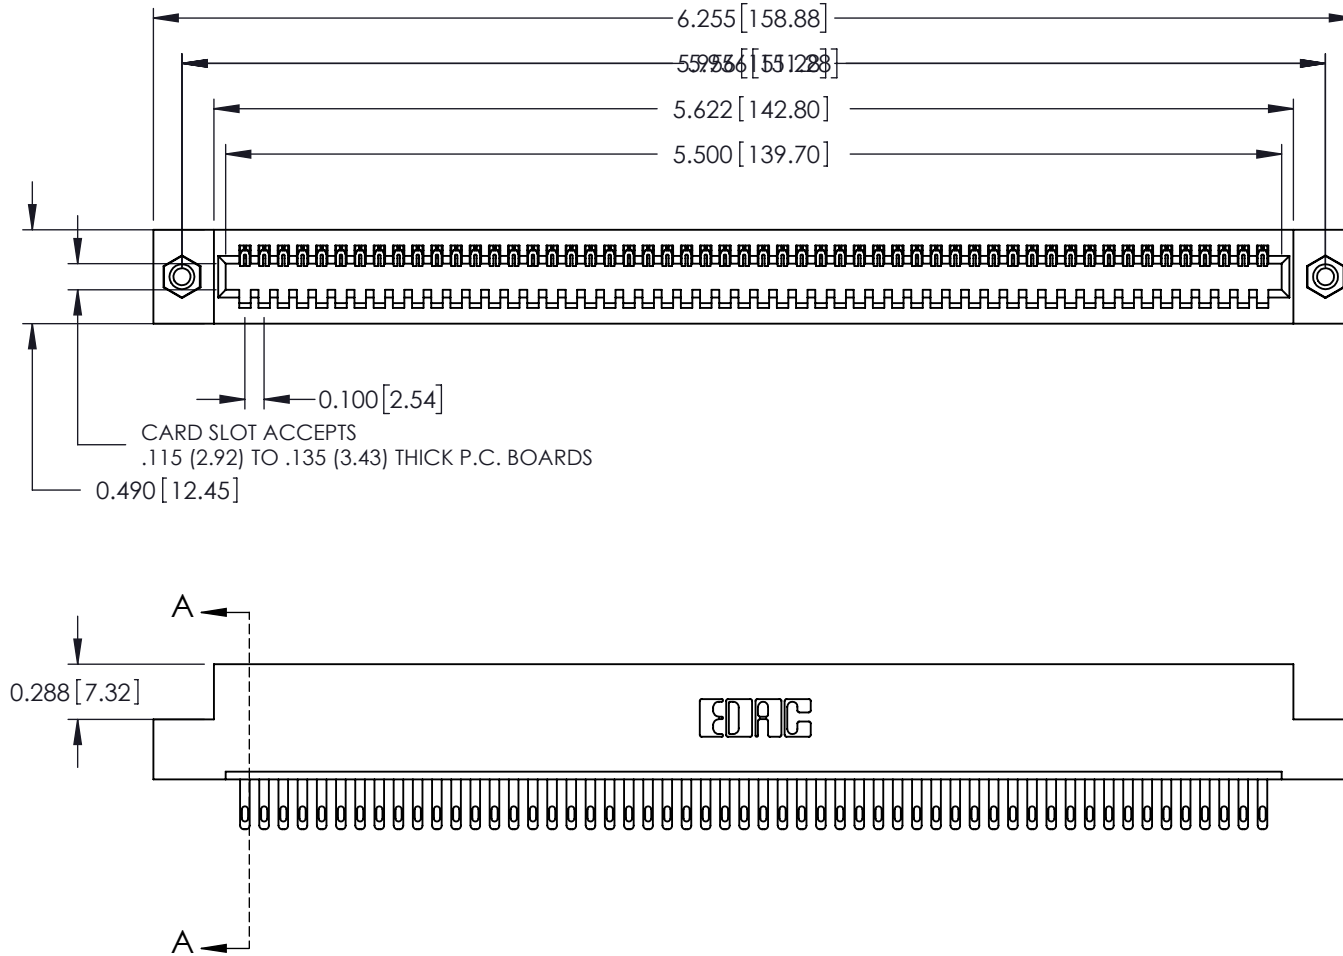 6.255[158.88]
5.622[142.80]
5.500[139.70]
0.100[2.54]
CARD SLOT ACCEPTS
.115 (2.92) TO .135 (3.43) THICK P.C. BOARDS
0.490[12.45]
A
0.288[7.32]
EDAC
A